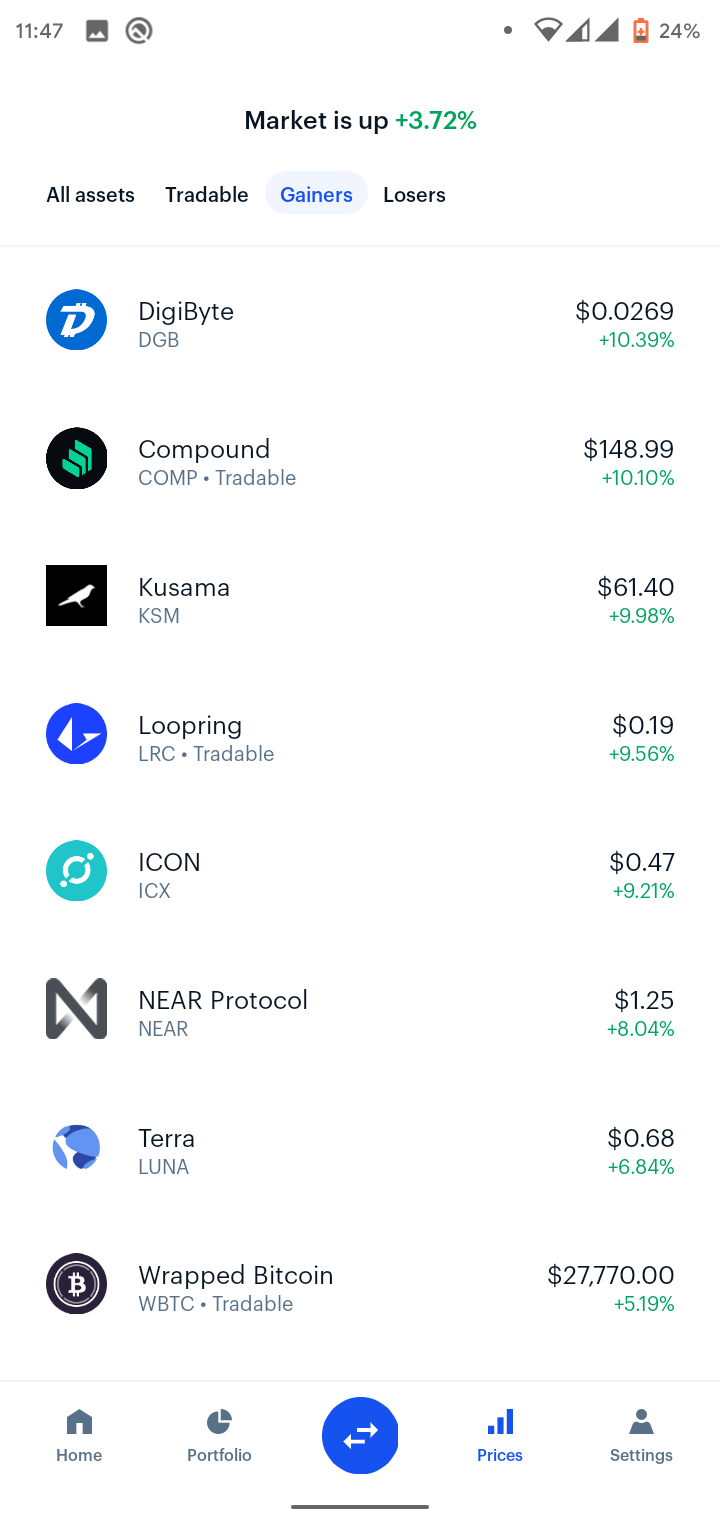 11:47
24%
Market is up +3.72%
All assets Tradable Gainers Losers
DigiByte $0.0269
DGB +10.39%
Compound $148.99
COMP • Tradable +10.10%
Kusama $61.40
KSM +9.98%
Loopring $0.19
LRC • Tradable +9.56%
ICON $0.47
ICX +9.21%
NEAR Protocol $1.25
NEAR +8.04%
Terra $0.68
LUNA +6.84%
Wrapped Bitcoin $27,770.00
WBTC • Tradable +5.19%
Home Portfolio Prices Settings